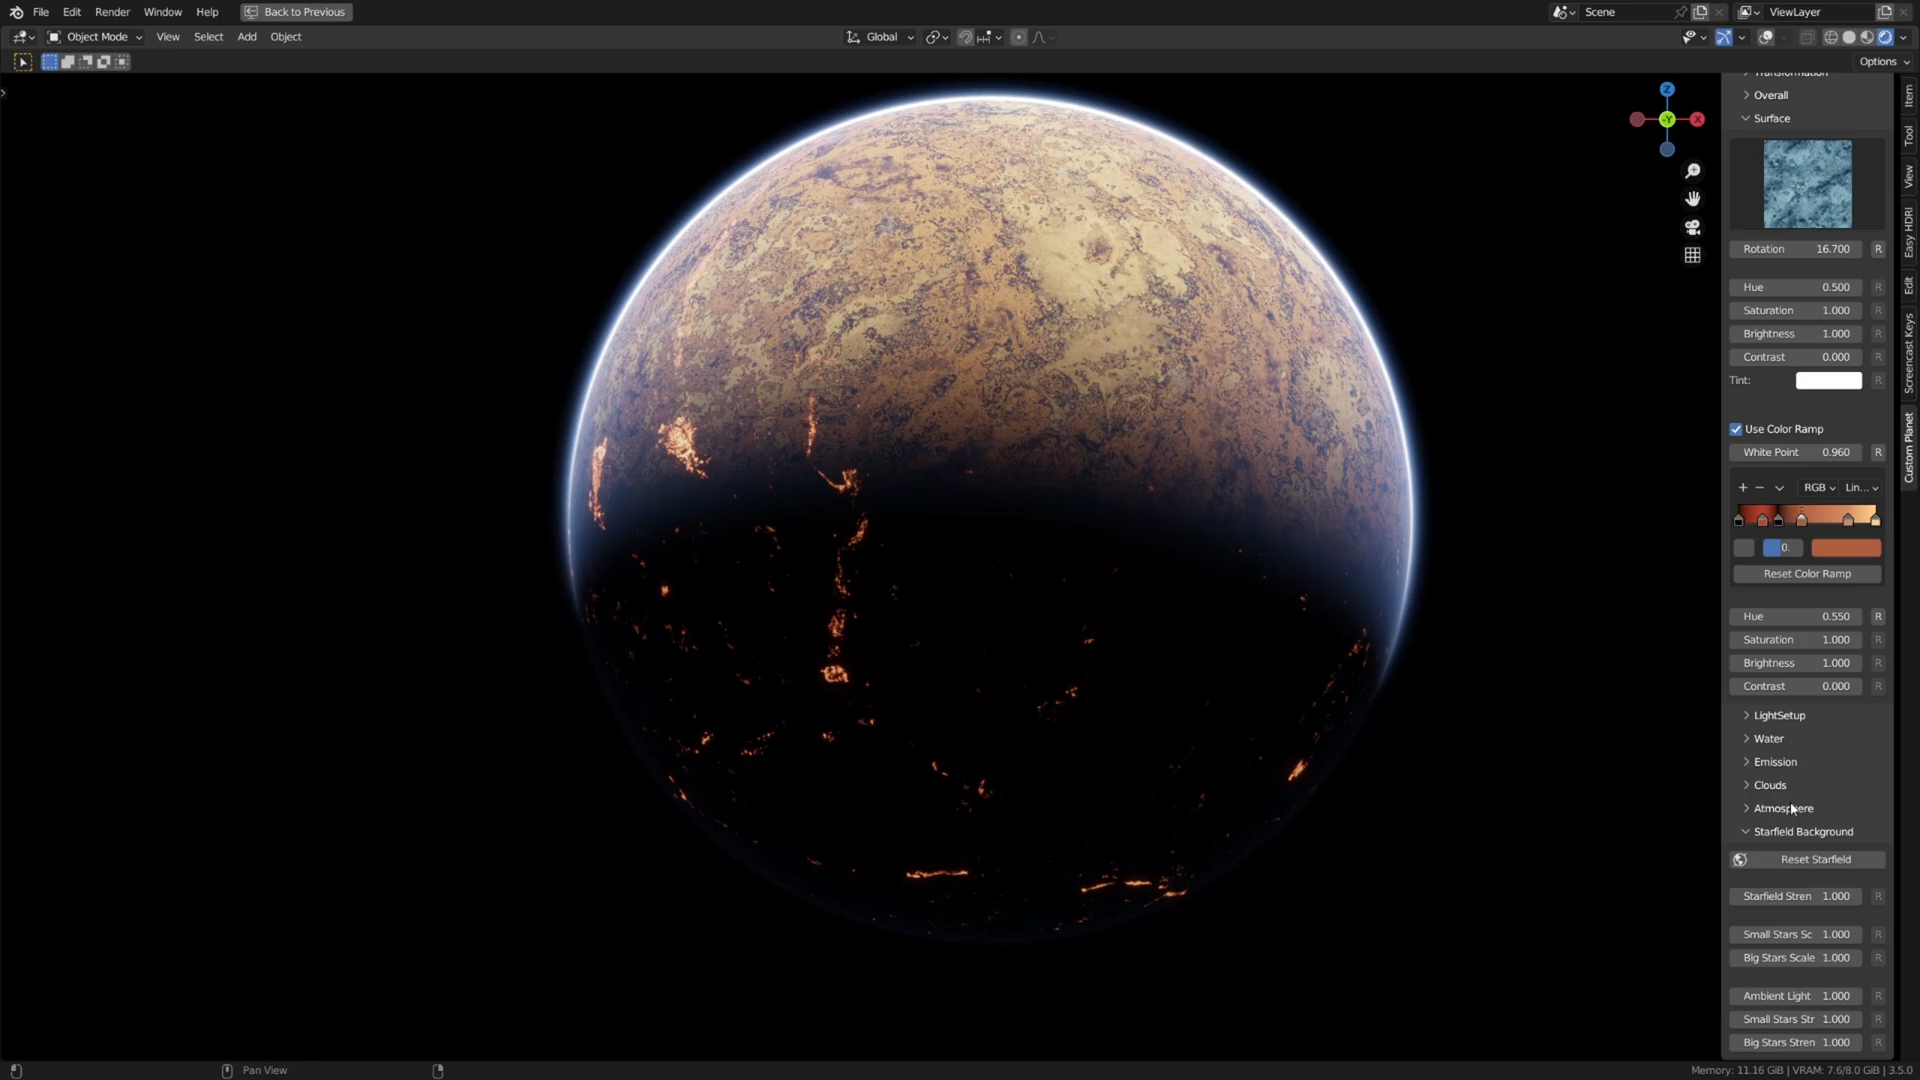 File Edit Render Window Help Back to Previous Scene ViewLayer
Object Mode View Select Add Object Global
Options
Transformation
Overall
Surface
Rotation 16.700 R
Hue 0.500 R
Saturation 1.000 R
Brightness 1.000 R
Contrast 0.000 R
Tint: R
Use Color Ramp
White Point 0.960 R
+ − RGB Lin...
0.
Reset Color Ramp
Hue 0.550 R
Saturation 1.000 R
Brightness 1.000 R
Contrast 0.000 R
LightSetup
Water
Emission
Clouds
Atmosphere
Starfield Background
Reset Starfield
Starfield Stren 1.000 R
Small Stars Sc 1.000 R
Big Stars Scale 1.000 R
Ambient Light 1.000 R
Small Stars Str 1.000 R
Big Stars Stren 1.000 R
Z
-Y
X
Item
Tool
View
Easy HDRI
Edit
Screencast Keys
Custom Planet
Pan View Memory: 11.16 GiB | VRAM: 7.6/8.0 GiB | 3.5.0